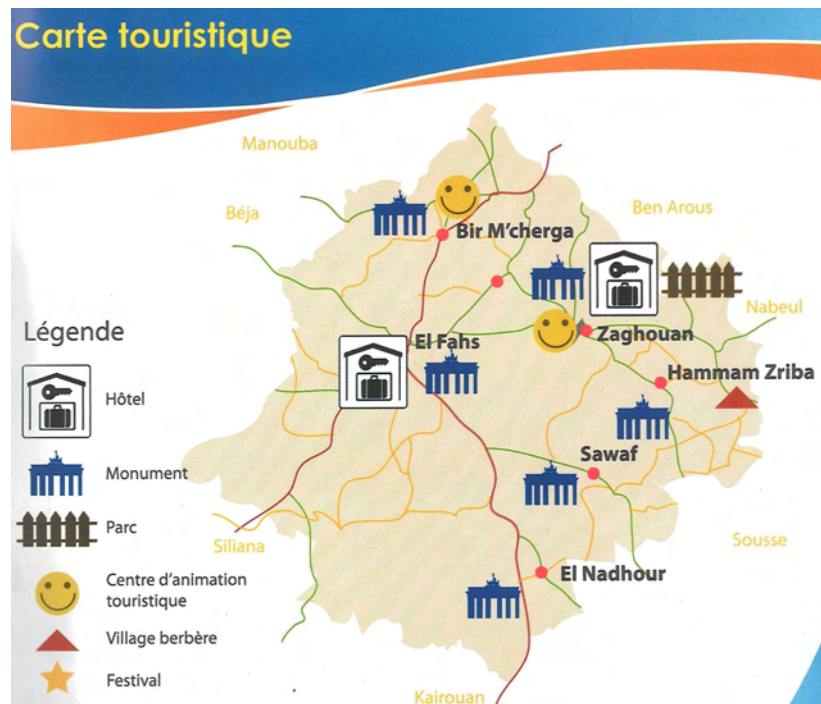 Carte touristique
Manouba
Béja
Ben Arous
Bir M'cherga
Nabeul
Légende
El Fahs
Zaghouan
Hammam Zriba
Hôtel
Sawaf
Monument
Parc
Siliana
Sousse
Centre d'animation
touristique
El Nadhour
Village berbère
Festival
Kairouan